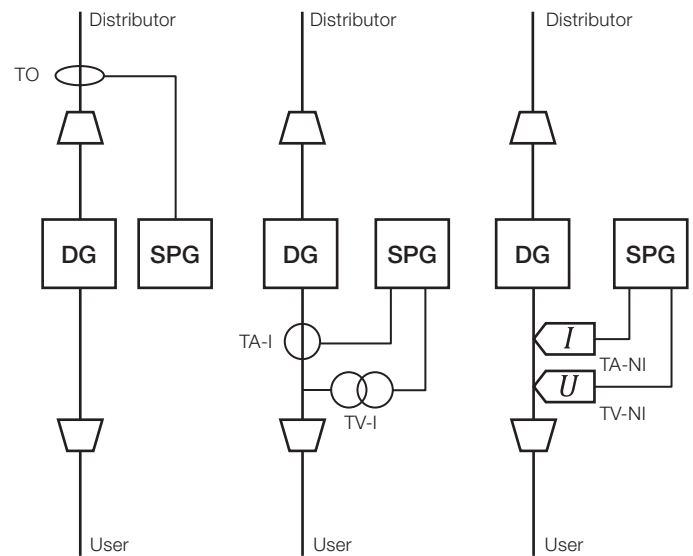 Distributor
TO
DG
SPG
User
Distributor
DG
SPG
TA-I
TV-I
User
Distributor
DG
SPG
I
TA-NI
U
TV-NI
User